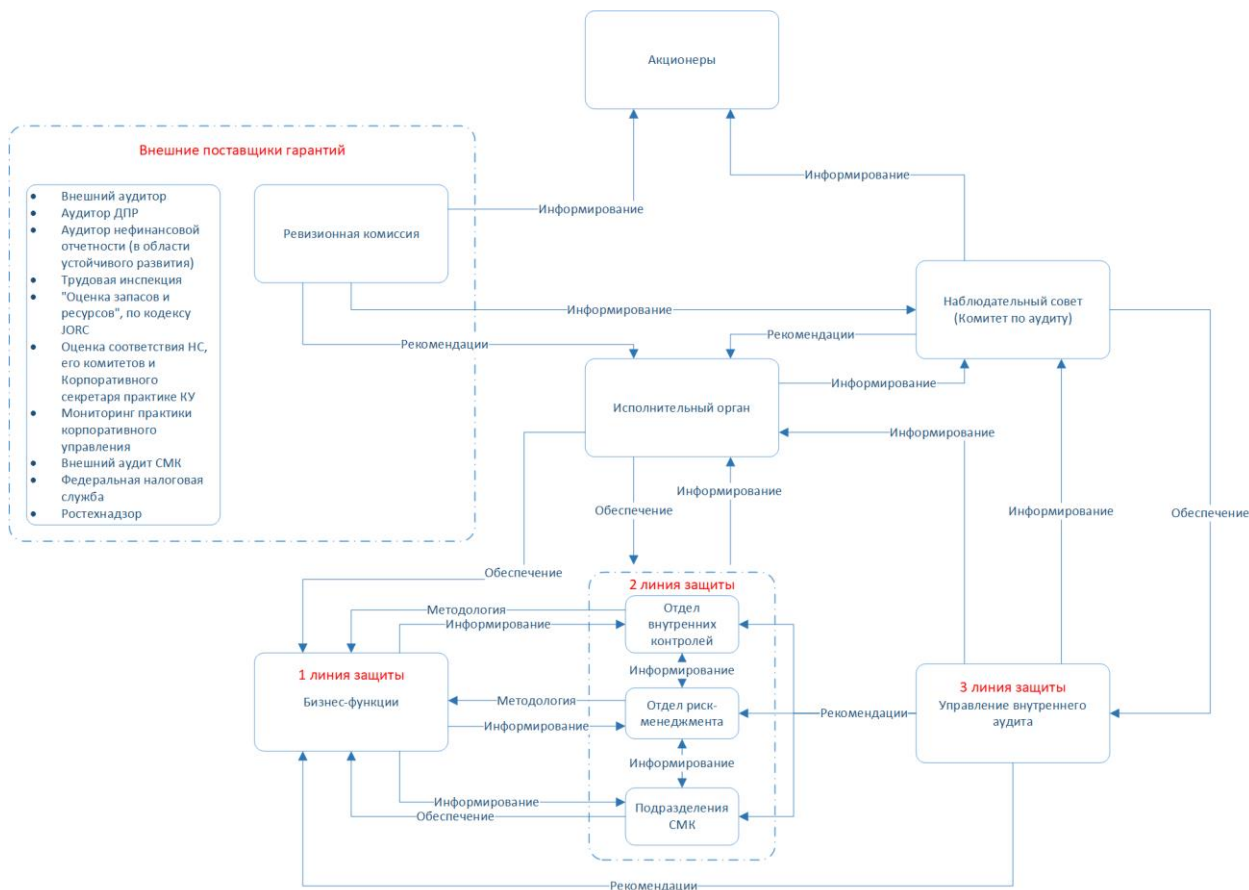 Акционеры
Внешние поставщики гарантий
Внешний аудитор
Аудитор ДПР
Аудитор нефинансовой
отчетности (в области
устойчивого развития)
Трудовая инспекция
"Оценка запасов и
ресурсов", по кодексу
JORC
Оценка соответствия НС,
его комитетов и
Корпоративного
секретаря практике КУ
Мониторинг практики
корпоративного
управления
Внешний аудит СМК
Федеральная налоговая
служба
Ростехнадзор
Ревизионная комиссия
Информирование
Информирование
Наблюдательный совет
(Комитет по аудиту)
Информирование
Рекомендации
Рекомендации
Исполнительный орган
Информирование
Информирование
Информирование
Обеспечение
Информирование
Обеспечение
Обеспечение
2 линия защиты
Отдел
внутренних
контролей
Методология
Информирование
Информирование
1 линия защиты
Бизнес-функции
Методология
Информирование
Отдел риск-
менеджмента
Рекомендации
3 линия защиты
Управление внутреннего
аудита
Информирование
Информирование
Обеспечение
Подразделения
СМК
Рекомендации